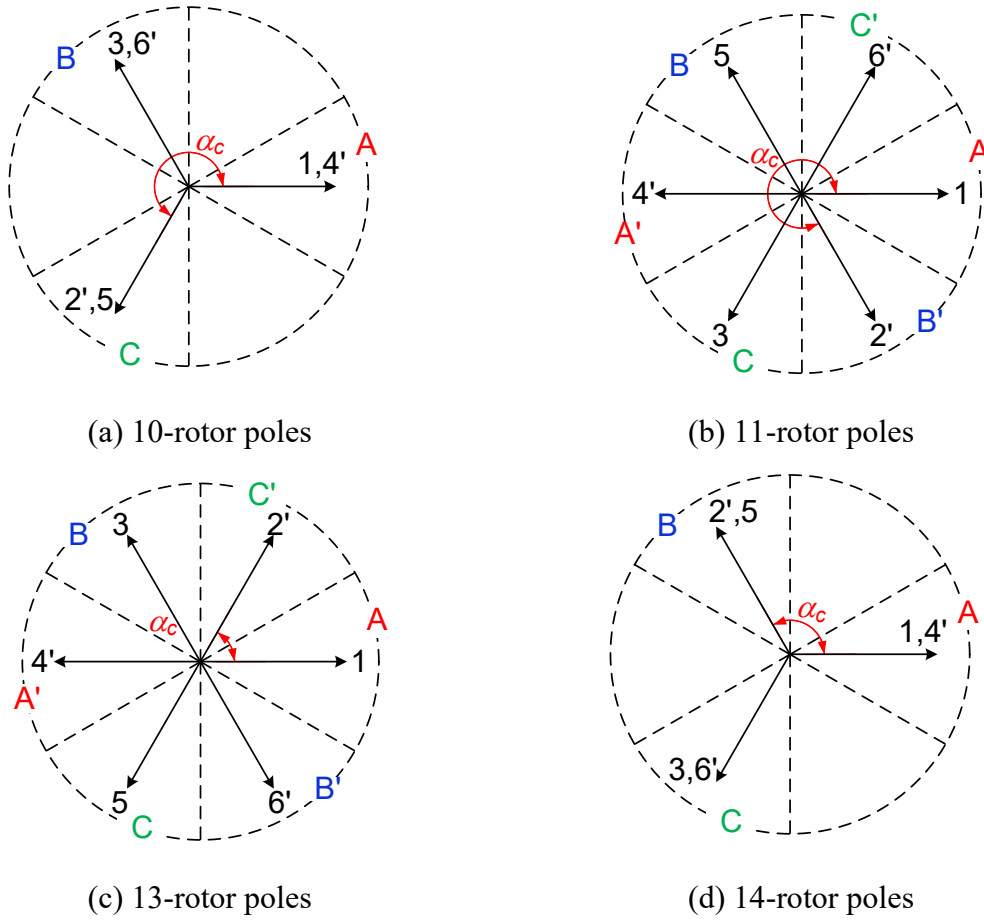 3,6'
B
αc
A
1,4'
2',5
C
(a) 10-rotor poles
C'
5
6'
B
A
αc
4'
1
A'
B'
3
2'
C
(b) 11-rotor poles
C'
3
2'
B
A
αc
4'
1
A'
B'
5
6'
C
(c) 13-rotor poles
2',5
B
αc
A
1,4'
3,6'
C
(d) 14-rotor poles